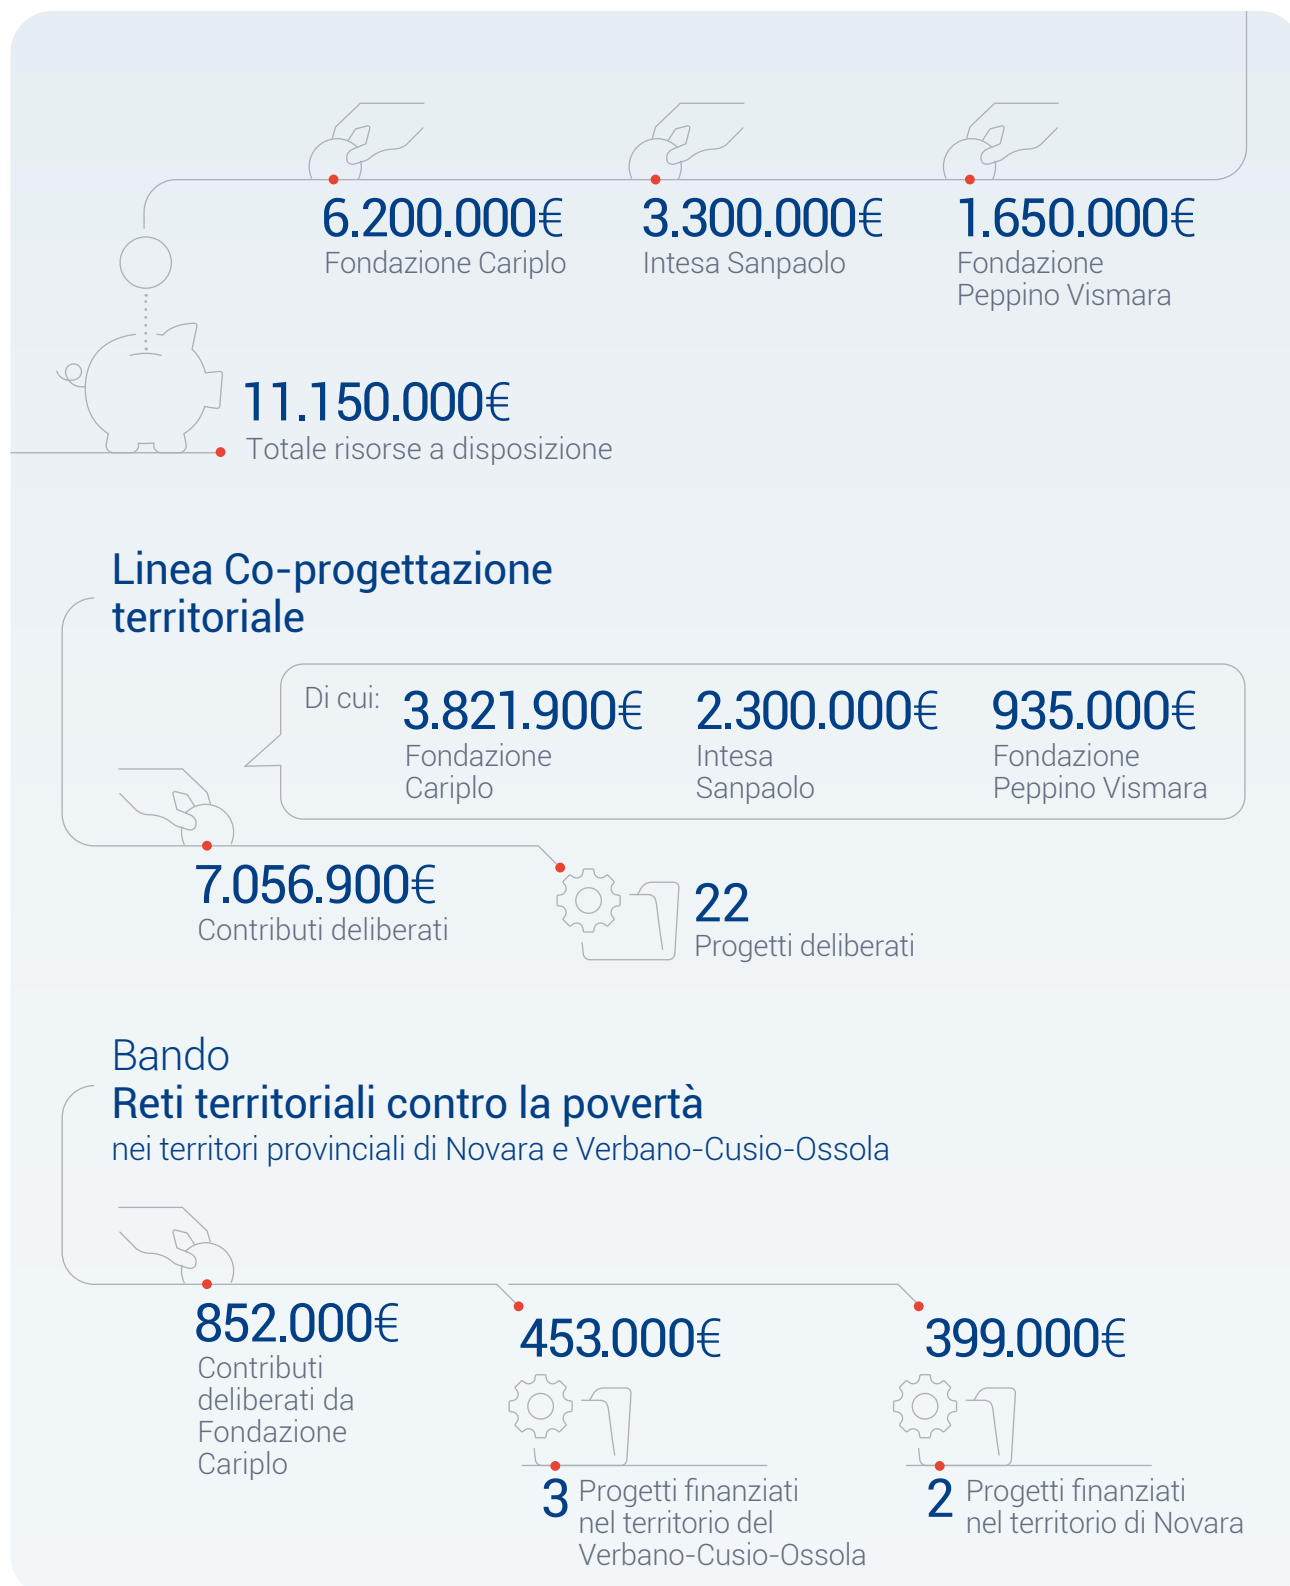 6.200.000€
Fondazione Cariplo
3.300.000€
Intesa Sanpaolo
1.650.000€
Fondazione
Peppino Vismara
11.150.000€
Totale risorse a disposizione
Linea Co-progettazione
territoriale
Di cui:
3.821.900€
Fondazione
Cariplo
2.300.000€
Intesa
Sanpaolo
935.000€
Fondazione
Peppino Vismara
7.056.900€
Contributi deliberati
22
Progetti deliberati
Bando
Reti territoriali contro la povertà
nei territori provinciali di Novara e Verbano-Cusio-Ossola
852.000€
Contributi
deliberati da
Fondazione
Cariplo
453.000€
3 Progetti finanziati
nel territorio del
Verbano-Cusio-Ossola
399.000€
2 Progetti finanziati
nel territorio di Novara